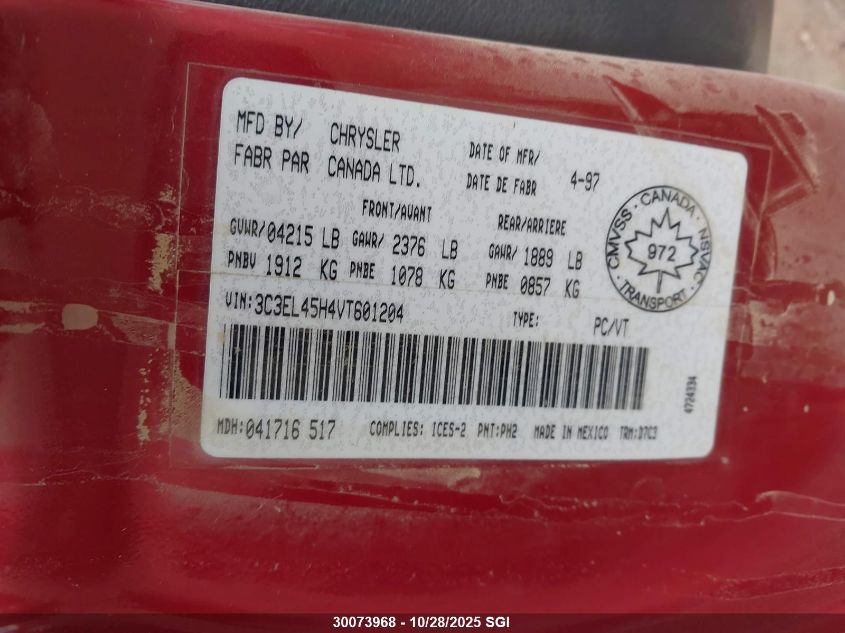 MFD BY/ CHRYSLER DATE OF MFR/ 4-97
FABR PAR CANADA LTD. DATE DE FABR
FRONT/AVANT REAR/ARRIERE
GVWR/04215 LB GAWR/ 2376 LB GAWR/ 1889 LB
PNBV 1912 KG PNBE 1078 KG PNBE 0857 KG
VIN:3C3EL45H4VT601204 TYPE: PC/VT
CMVSS · CANADA · NSVAC
972
TRANSPORT
4724334
MDH:041716 517 COMPLIES: ICES-2 PNT:PH2 MADE IN MEXICO TRM:D7C3
30073968 - 10/28/2025 SGI